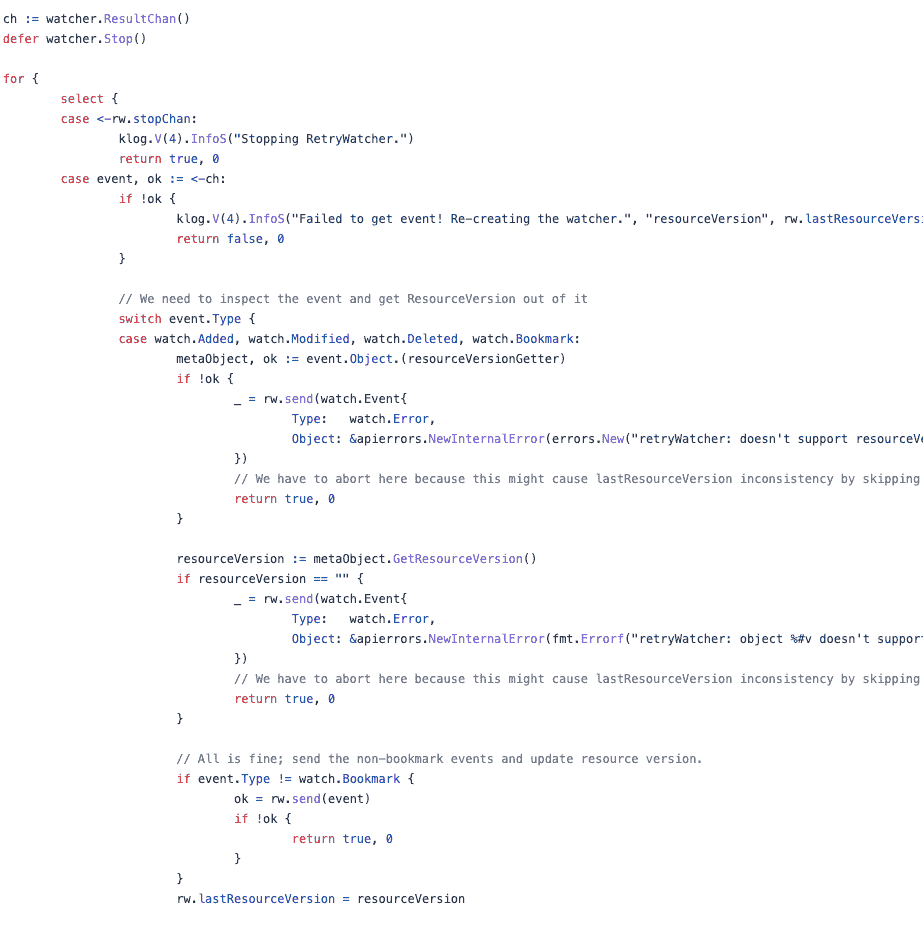 ch := watcher.ResultChan()
defer watcher.Stop()

for {
	select {
	case <-rw.stopChan:
		klog.V(4).InfoS("Stopping RetryWatcher.")
		return true, 0
	case event, ok := <-ch:
		if !ok {
			klog.V(4).InfoS("Failed to get event! Re-creating the watcher.", "resourceVersion", rw.lastResourceVersi
			return false, 0
		}

		// We need to inspect the event and get ResourceVersion out of it
		switch event.Type {
		case watch.Added, watch.Modified, watch.Deleted, watch.Bookmark:
			metaObject, ok := event.Object.(resourceVersionGetter)
			if !ok {
				_ = rw.send(watch.Event{
					Type:   watch.Error,
					Object: &apierrors.NewInternalError(errors.New("retryWatcher: doesn't support resourceVe
				})
				// We have to abort here because this might cause lastResourceVersion inconsistency by skipping
				return true, 0
			}

			resourceVersion := metaObject.GetResourceVersion()
			if resourceVersion == "" {
				_ = rw.send(watch.Event{
					Type:   watch.Error,
					Object: &apierrors.NewInternalError(fmt.Errorf("retryWatcher: object %#v doesn't suppor
				})
				// We have to abort here because this might cause lastResourceVersion inconsistency by skipping
				return true, 0
			}

			// All is fine; send the non-bookmark events and update resource version.
			if event.Type != watch.Bookmark {
				ok = rw.send(event)
				if !ok {
					return true, 0
				}
			}
			rw.lastResourceVersion = resourceVersion